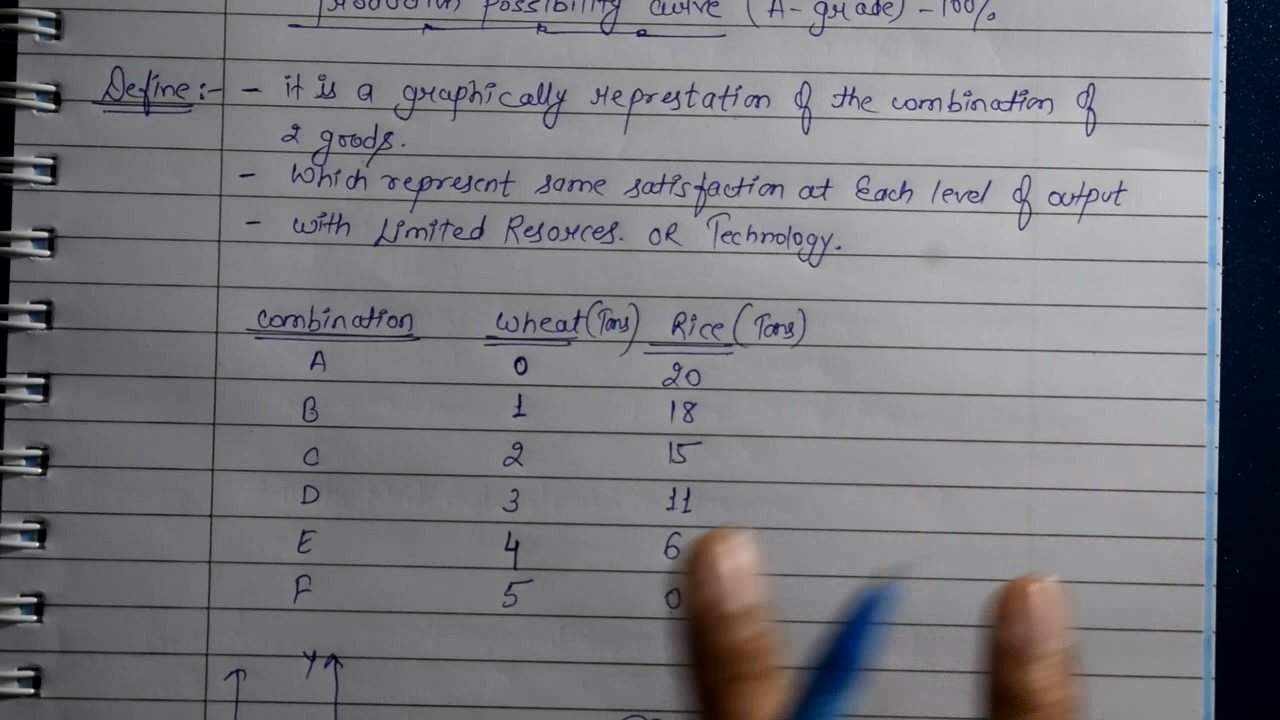 possibility curve (A-grade) - 100%
Define:- - it is a graphically represtation of the combination of
2 goods.
- which represent same satisfaction at Each level of output
- with Limited Resorces. OR Technology.
combination wheat(Tons) Rice (Tons)
A 0 20
B 1 18
C 2 15
D 3 11
E 4 6
F 5 0
Y